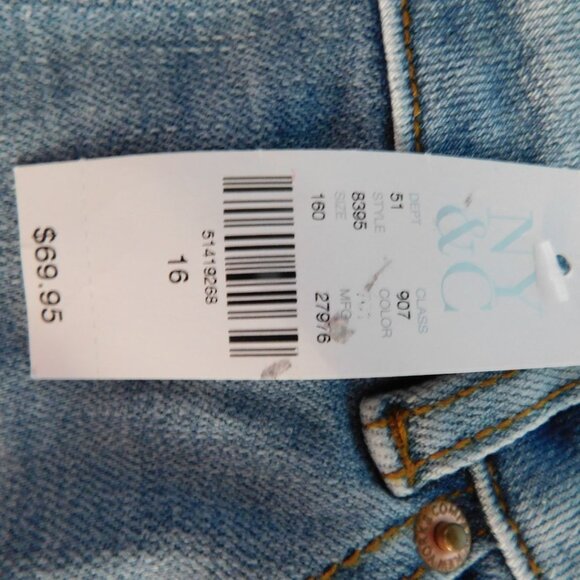 NY
&C
DEPT CLASS
51 907
STYLE COLOR
8395
SIZE MFG
160 27976
51419268
16
$69.95